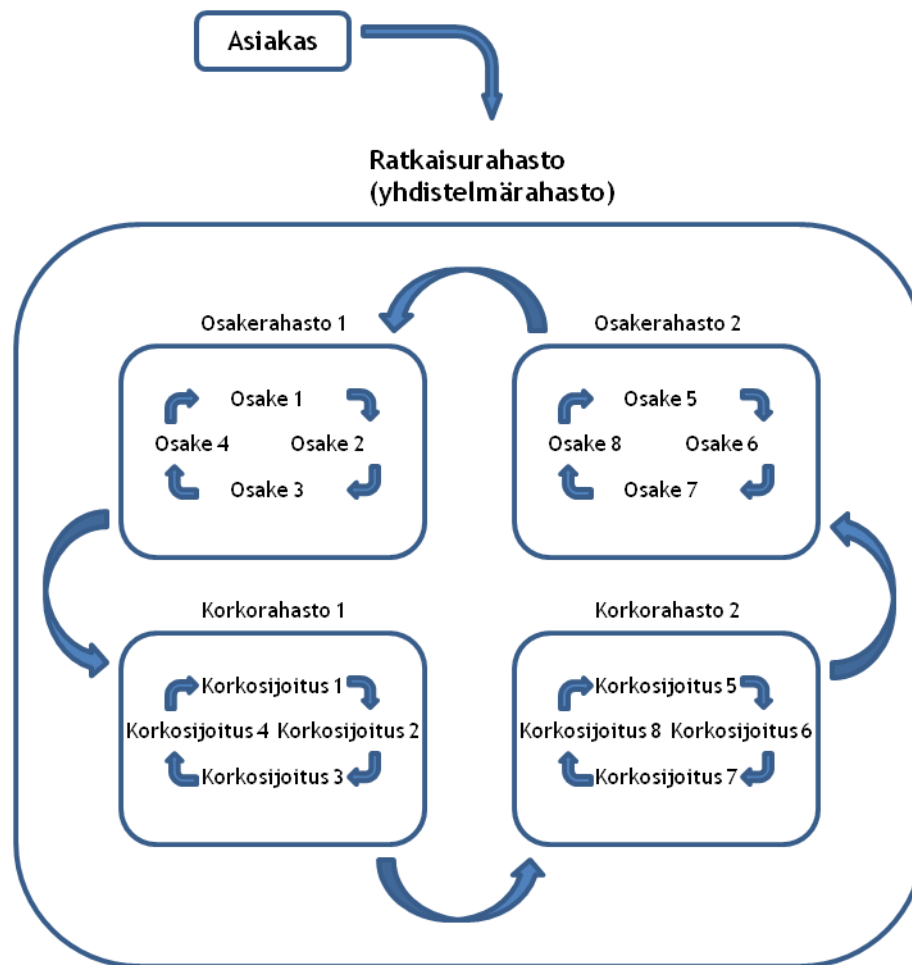 Asiakas
Ratkaisurahasto
(yhdistelmärahasto)
Osakerahasto 1
Osakerahasto 2
Osake 1
Osake 4
Osake 2
Osake 3
Osake 5
Osake 8
Osake 6
Osake 7
Korkorahasto 1
Korkorahasto 2
Korkosijoitus 1
Korkosijoitus 4
Korkosijoitus 2
Korkosijoitus 3
Korkosijoitus 5
Korkosijoitus 8
Korkosijoitus 6
Korkosijoitus 7